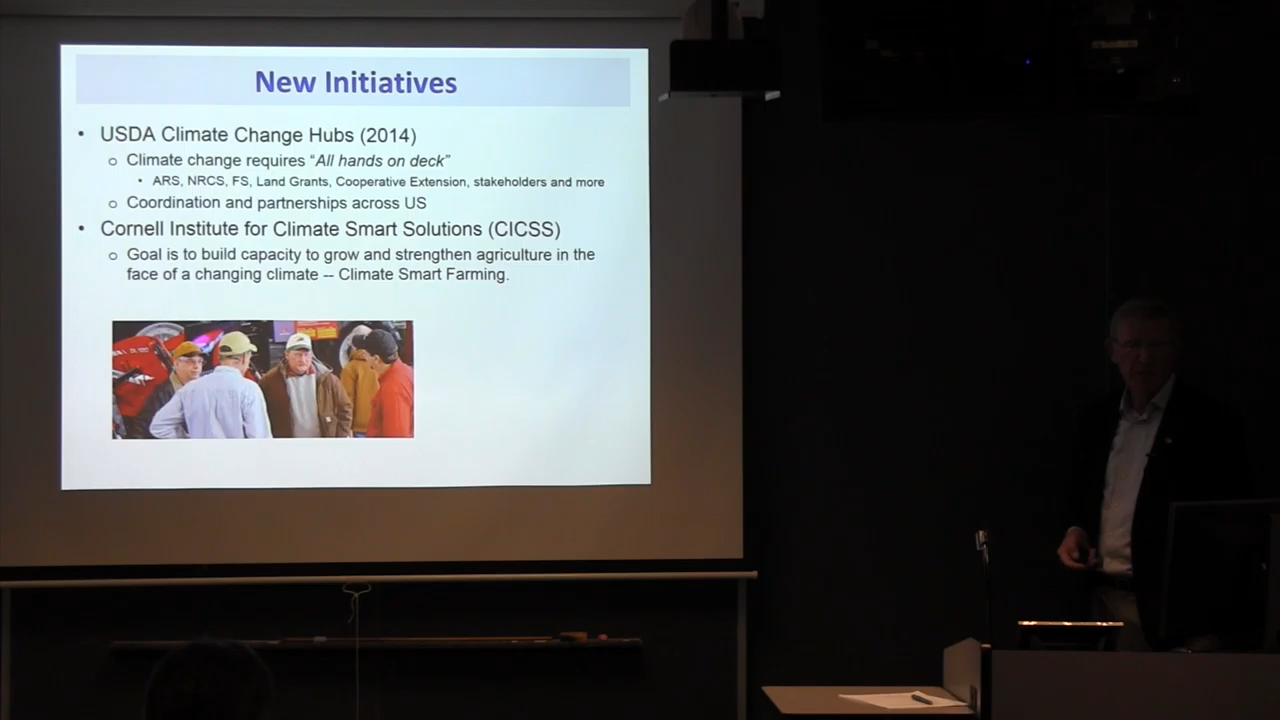 New Initiatives
• USDA Climate Change Hubs (2014)
o Climate change requires “All hands on deck”
• ARS, NRCS, FS, Land Grants, Cooperative Extension, stakeholders and more
o Coordination and partnerships across US
• Cornell Institute for Climate Smart Solutions (CICSS)
o Goal is to build capacity to grow and strengthen agriculture in the
face of a changing climate -- Climate Smart Farming.